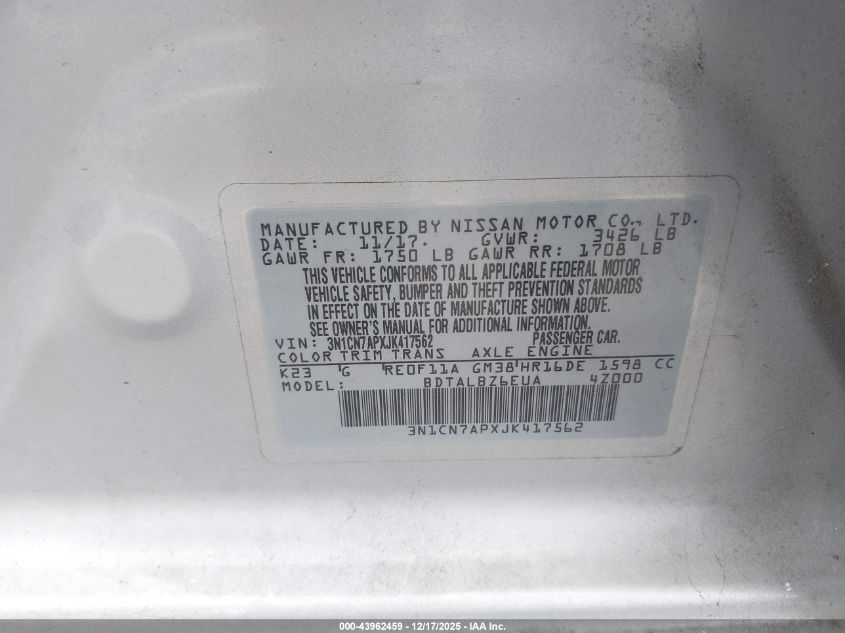 MANUFACTURED BY NISSAN MOTOR CO., LTD.
DATE: 11/17. GVWR: 3426 LB
GAWR FR: 1750 LB GAWR RR: 1708 LB
THIS VEHICLE CONFORMS TO ALL APPLICABLE FEDERAL MOTOR
VEHICLE SAFETY, BUMPER AND THEFT PREVENTION STANDARDS
IN EFFECT ON THE DATE OF MANUFACTURE SHOWN ABOVE.
SEE OWNER'S MANUAL FOR ADDITIONAL INFORMATION.
VIN: 3N1CN7APXJK417562 PASSENGER CAR.
COLOR TRIM TRANS AXLE ENGINE
K23 G RE0F11A GM38 HR16DE 1598 CC
MODEL: BDTALBZ6EUA 4Z000
3N1CN7APXJK417562
000-43962459 - 12/17/2025 - IAA Inc.